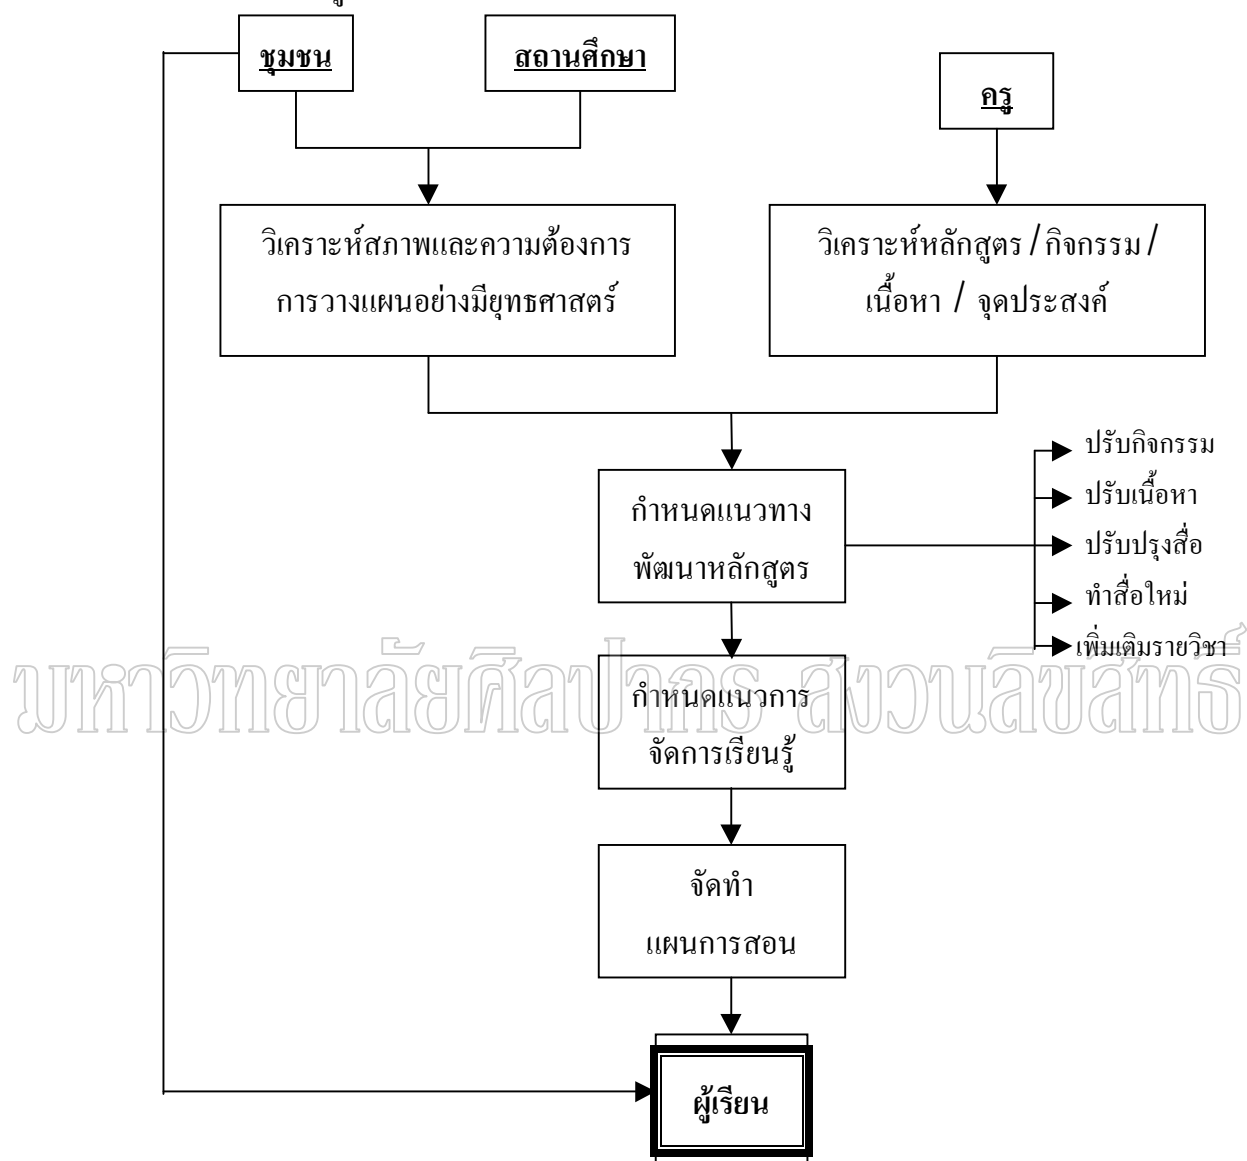 ชุมชน
สถานศึกษา
ครู
วิเคราะห์สภาพและความต้องการ
การวางแผนอย่างมียุทธศาสตร์
วิเคราะห์หลักสูตร / กิจกรรม /
เนื้อหา / จุดประสงค์
กำหนดแนวทาง
พัฒนาหลักสูตร
ปรับกิจกรรม
ปรับเนื้อหา
ปรับปรุงสื่อ
ทำสื่อใหม่
เพิ่มเติมรายวิชา
มหาวิทยาลัยศิลปากร สงวนลิขสิทธิ์
กำหนดแนวการ
จัดการเรียนรู้
จัดทำ
แผนการสอน
ผู้เรียน